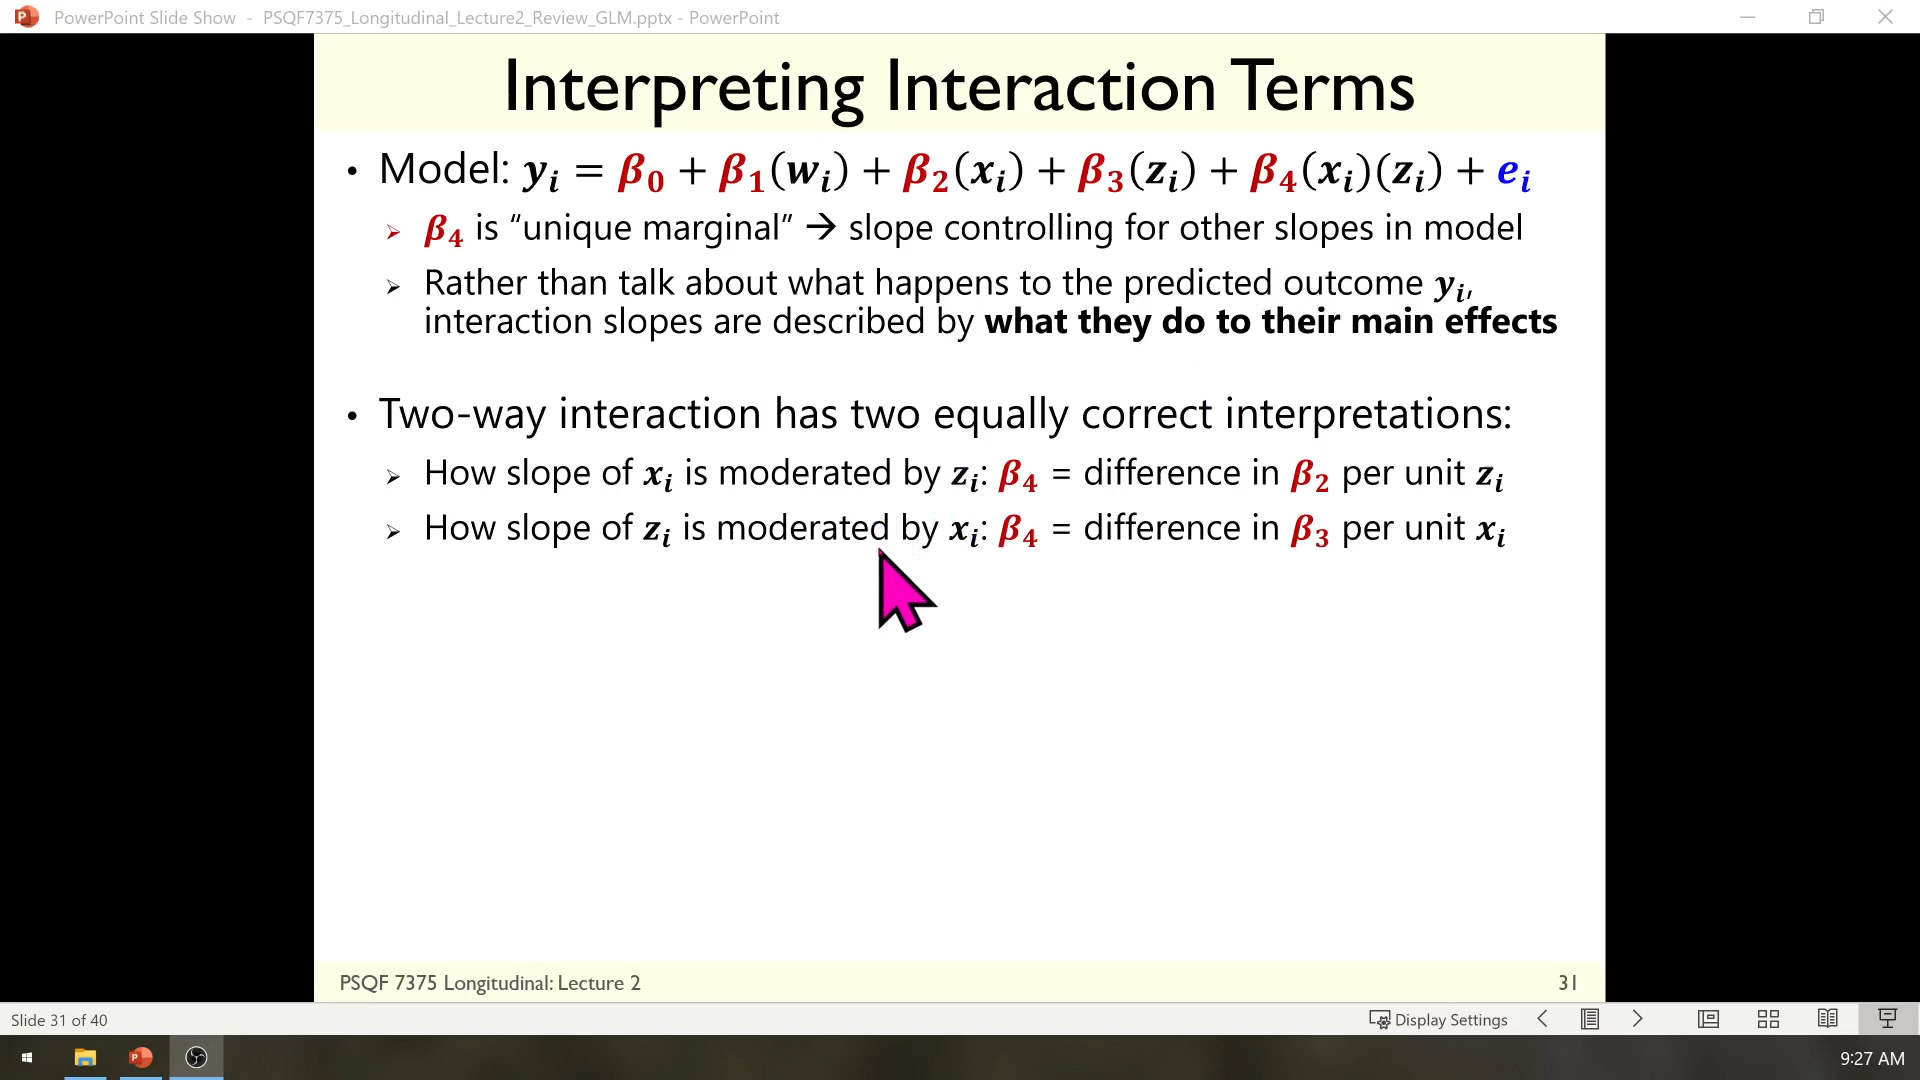 PowerPoint Slide Show - PSQF7375_Longitudinal_Lecture2_Review_GLM.pptx - PowerPoint
Interpreting Interaction Terms
• Model: yᵢ = β₀ + β₁(wᵢ) + β₂(xᵢ) + β₃(zᵢ) + β₄(xᵢ)(zᵢ) + eᵢ
➢ β₄ is “unique marginal” → slope controlling for other slopes in model
➢ Rather than talk about what happens to the predicted outcome yᵢ,
interaction slopes are described by what they do to their main effects
• Two-way interaction has two equally correct interpretations:
➢ How slope of xᵢ is moderated by zᵢ: β₄ = difference in β₂ per unit zᵢ
➢ How slope of zᵢ is moderated by xᵢ: β₄ = difference in β₃ per unit xᵢ
PSQF 7375 Longitudinal: Lecture 2 31
Slide 31 of 40 Display Settings
9:27 AM